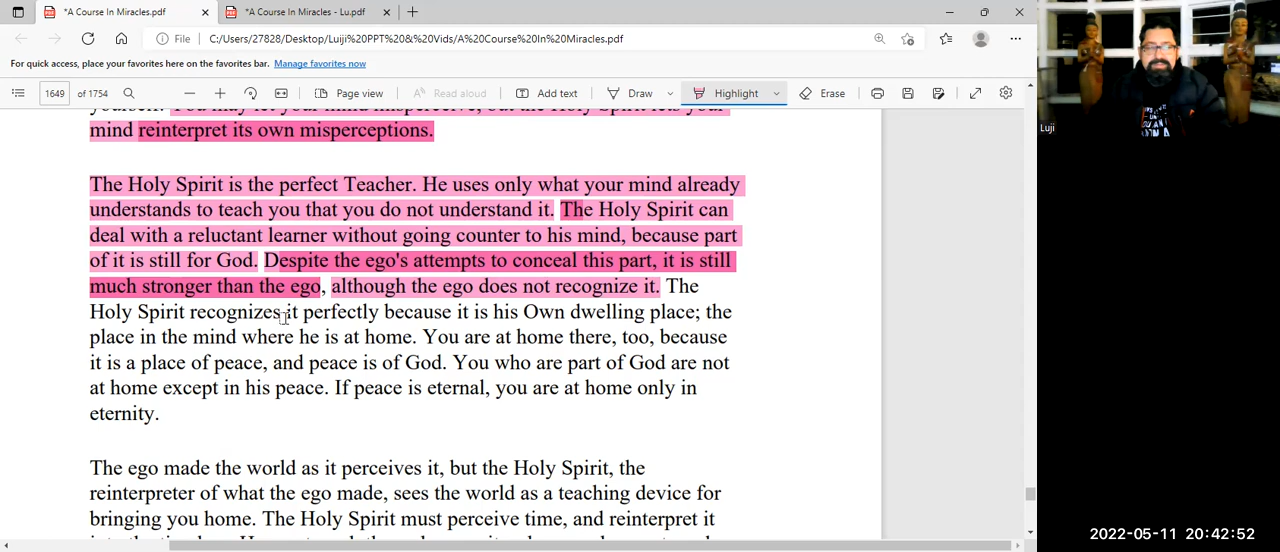 *A Course In Miracles.pdf
*A Course In Miracles - Lu.pdf
File
C:/Users/27828/Desktop/Luiji%20PPT%20&%20Vids/A%20Course%20In%20Miracles.pdf
For quick access, place your favorites here on the favorites bar. Manage favorites now
1649 of 1754
Page view
Read aloud
Add text
Draw
Highlight
Erase
mind reinterpret its own misperceptions.
The Holy Spirit is the perfect Teacher. He uses only what your mind already
understands to teach you that you do not understand it. The Holy Spirit can
deal with a reluctant learner without going counter to his mind, because part
of it is still for God. Despite the ego's attempts to conceal this part, it is still
much stronger than the ego, although the ego does not recognize it. The
Holy Spirit recognizes it perfectly because it is his Own dwelling place; the
place in the mind where he is at home. You are at home there, too, because
it is a place of peace, and peace is of God. You who are part of God are not
at home except in his peace. If peace is eternal, you are at home only in
eternity.
The ego made the world as it perceives it, but the Holy Spirit, the
reinterpreter of what the ego made, sees the world as a teaching device for
bringing you home. The Holy Spirit must perceive time, and reinterpret it
Luji
2022-05-11 20:42:52